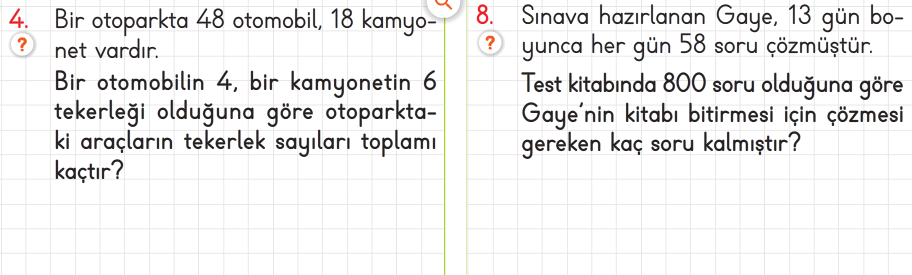 4. Bir otoparkta 48 otomobil, 18 kamyo-
? net vardır.
Bir otomobilin 4, bir kamyonetin 6
tekerleği olduğuna göre otoparkta-
ki araçların tekerlek sayıları toplamı
kaçtır?
8. Sınava hazırlanan Gaye, 13 gün bo-
? yunca her gün 58 soru çözmüştür.
Test kitabında 800 soru olduğuna göre
Gaye'nin kitabı bitirmesi için çözmesi
gereken kaç soru kalmıştır?